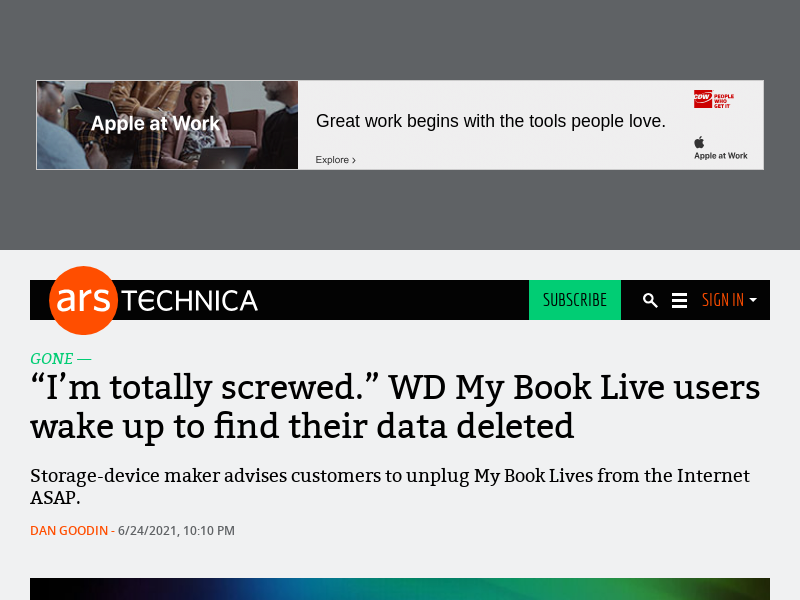 Apple at Work
Great work begins with the tools people love.
Explore ›
CDW PEOPLE
WHO
GET IT
Apple at Work
ars TECHNICA
SUBSCRIBE
SIGN IN
GONE —
“I’m totally screwed.” WD My Book Live users
wake up to find their data deleted
Storage-device maker advises customers to unplug My Book Lives from the Internet
ASAP.
DAN GOODIN - 6/24/2021, 10:10 PM